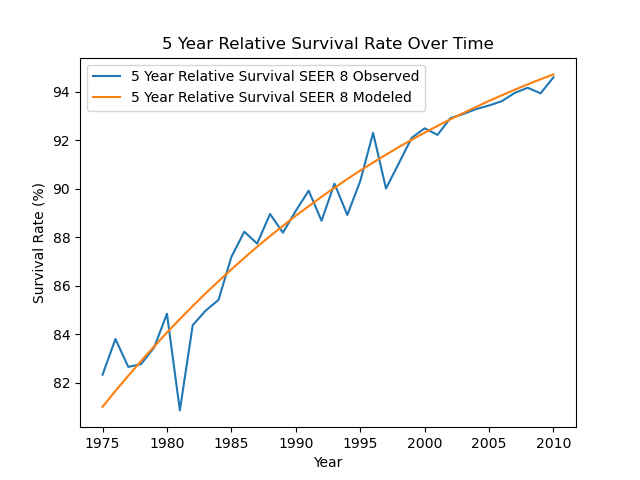 5 Year Relative Survival Rate Over Time
5 Year Relative Survival SEER 8 Observed
5 Year Relative Survival SEER 8 Modeled
94
92
90
88
86
84
82
Survival Rate (%)
1975 1980 1985 1990 1995 2000 2005 2010
Year